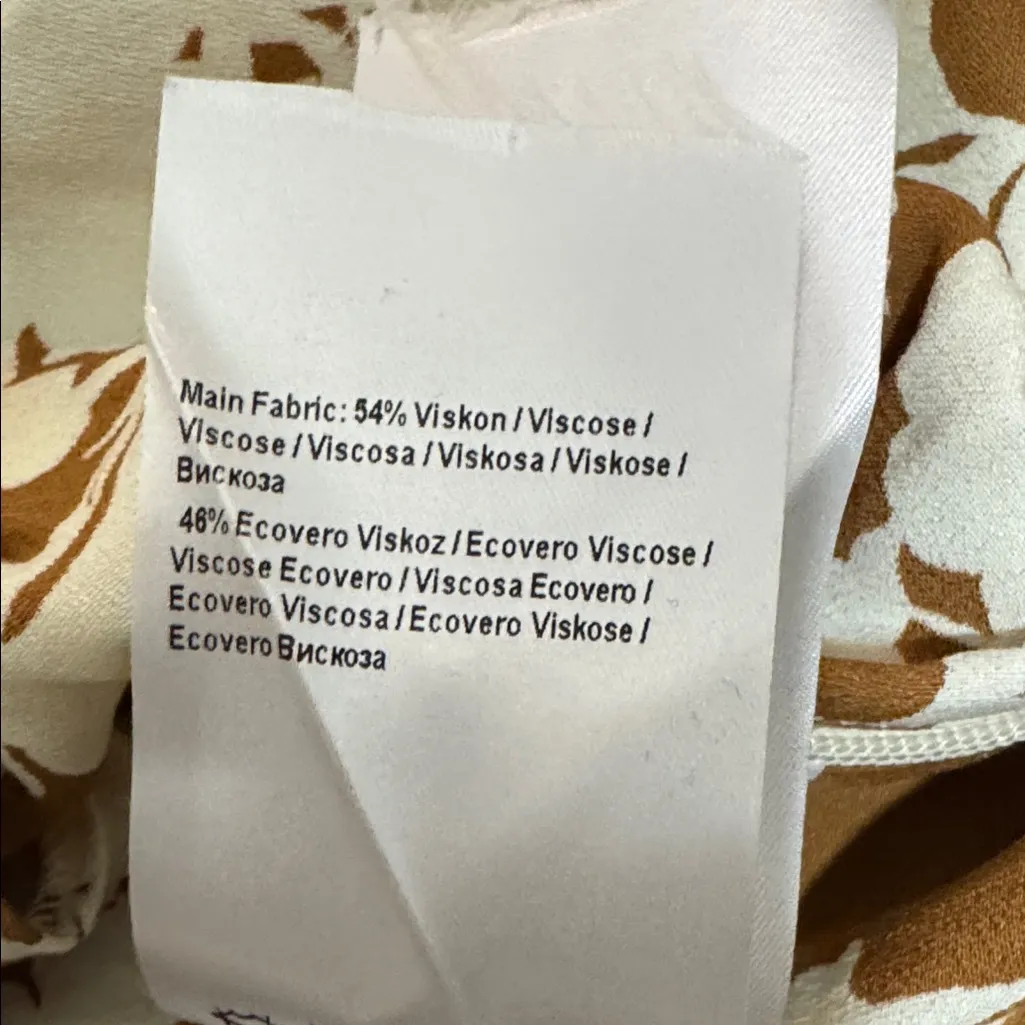 Main Fabric: 54% Viskon / Viscose /
Viscose / Viscosa / Viskosa / Viskose /
Вискоза
46% Ecovero Viskoz / Ecovero Viscose /
Viscose Ecovero / Viscosa Ecovero /
Ecovero Viscosa / Ecovero Viskose /
Ecovero Вискоза